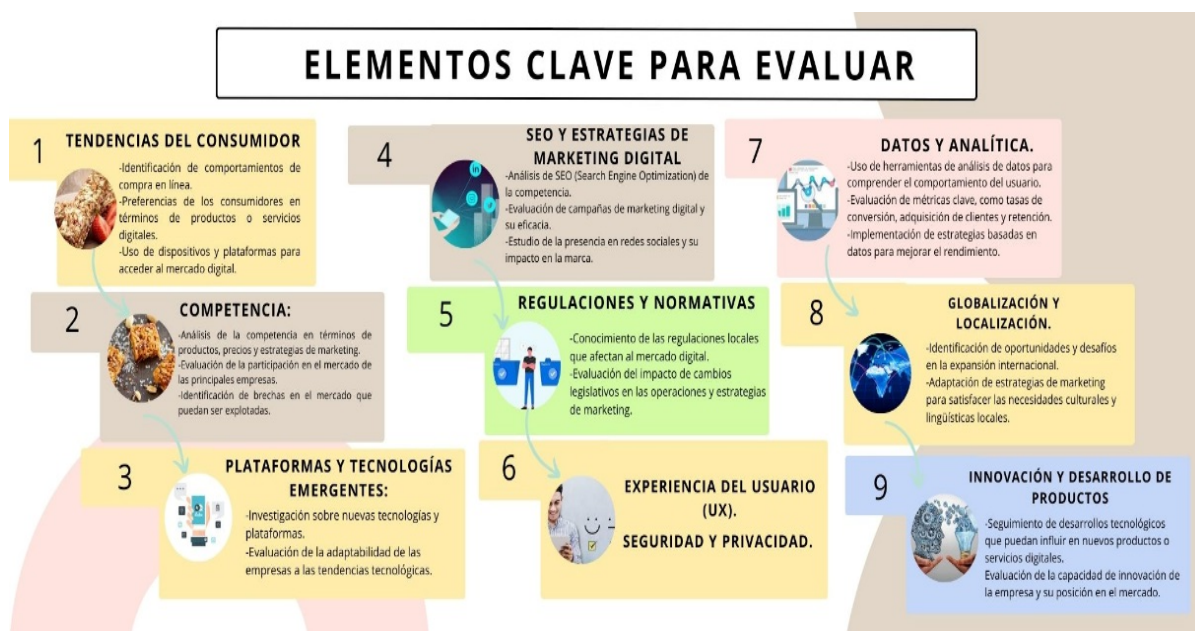 ELEMENTOS CLAVE PARA EVALUAR
1
TENDENCIAS DEL CONSUMIDOR
-Identificación de comportamientos de
compra en línea.
-Preferencias de los consumidores en
términos de productos o servicios
digitales.
-Uso de dispositivos y plataformas para
acceder al mercado digital.
2
COMPETENCIA:
-Análisis de la competencia en términos de
productos, precios y estrategias de marketing.
-Evaluación de la participación en el mercado de
las principales empresas.
-Identificación de brechas en el mercado que
puedan ser explotadas.
3
PLATAFORMAS Y TECNOLOGÍAS
EMERGENTES:
-Investigación sobre nuevas tecnologías y
plataformas.
-Evaluación de la adaptabilidad de las
empresas a las tendencias tecnológicas.
4
SEO Y ESTRATEGIAS DE
MARKETING DIGITAL
-Análisis de SEO (Search Engine Optimization) de
la competencia.
-Evaluación de campañas de marketing digital y
su eficacia.
-Estudio de la presencia en redes sociales y su
impacto en la marca.
5
REGULACIONES Y NORMATIVAS
-Conocimiento de las regulaciones locales
que afectan al mercado digital.
-Evaluación del impacto de cambios
legislativos en las operaciones y estrategias
de marketing.
6
EXPERIENCIA DEL USUARIO
(UX).
SEGURIDAD Y PRIVACIDAD.
7
DATOS Y ANALÍTICA.
-Uso de herramientas de análisis de datos para
comprender el comportamiento del usuario.
-Evaluación de métricas clave, como tasas de
conversión, adquisición de clientes y retención.
-Implementación de estrategias basadas en
datos para mejorar el rendimiento.
8
GLOBALIZACIÓN Y
LOCALIZACIÓN.
-Identificación de oportunidades y desafíos
en la expansión internacional.
-Adaptación de estrategias de marketing
para satisfacer las necesidades culturales y
lingüísticas locales.
9
INNOVACIÓN Y DESARROLLO DE
PRODUCTOS
-Seguimiento de desarrollos tecnológicos
que puedan influir en nuevos productos o
servicios digitales.
Evaluación de la capacidad de innovación de
la empresa y su posición en el mercado.